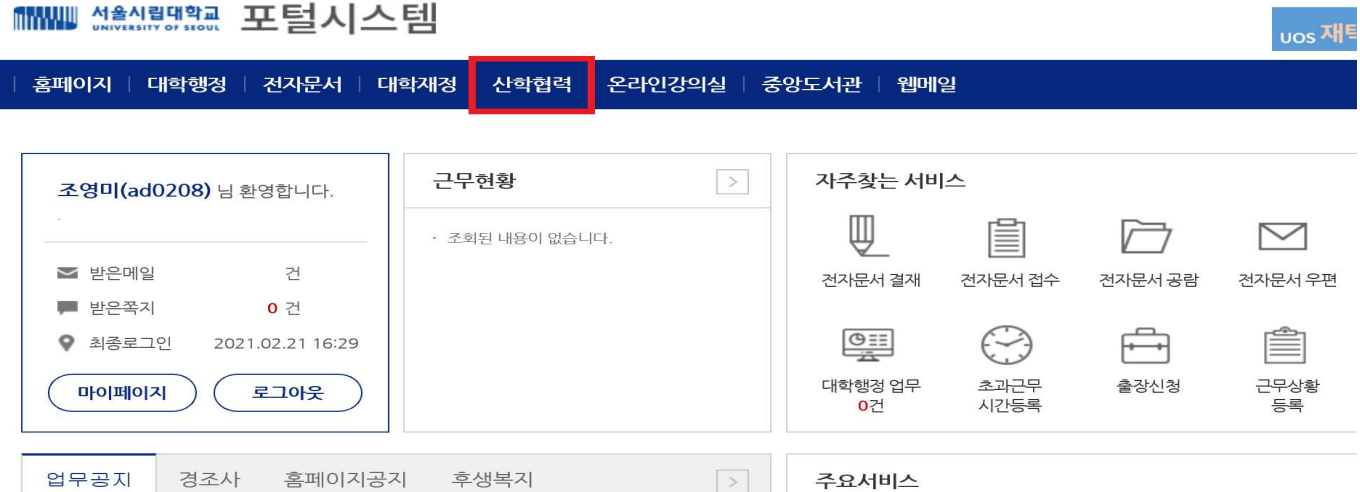 서울시립대학교
UNIVERSITY OF SEOUL
포털시스템
UOS 재택
홈페이지 대학행정 전자문서 대학재정 산학협력 온라인강의실 중앙도서관 웹메일
조영미(ad0208) 님 환영합니다.
받은메일 건
받은쪽지 0 건
최종로그인 2021.02.21 16:29
마이페이지 로그아웃
근무현황 >
· 조회된 내용이 없습니다.
자주찾는 서비스
전자문서 결재 전자문서 접수 전자문서 공람 전자문서 우편
대학행정 업무 초과근무 출장신청 근무상황
0건 시간등록 등록
업무공지 경조사 홈페이지공지 후생복지 >
주요서비스